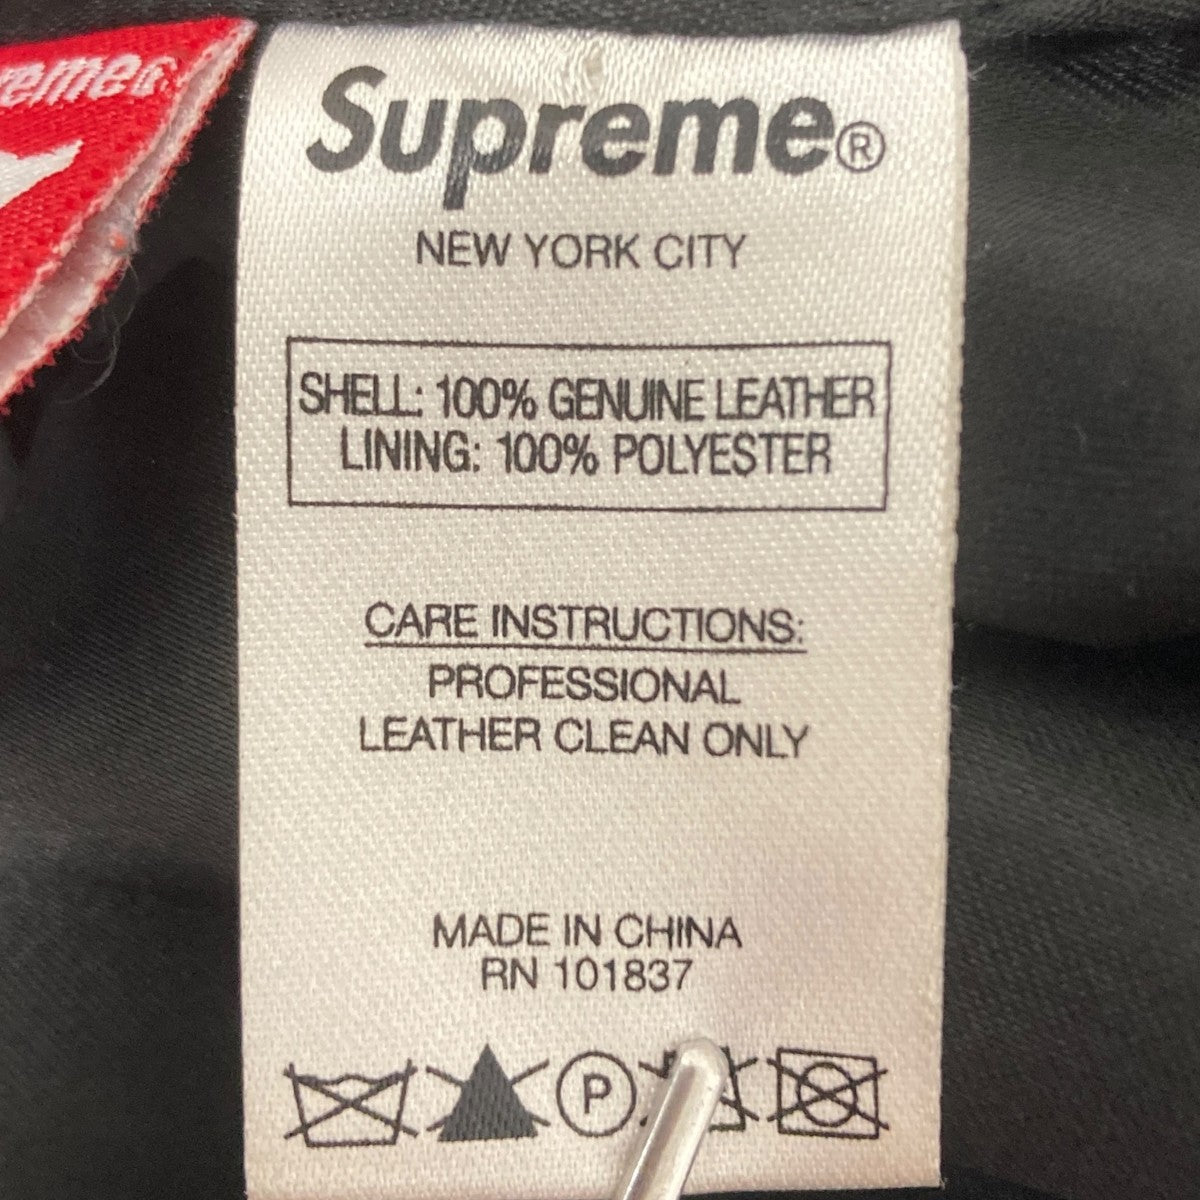 Supreme®
NEW YORK CITY
SHELL: 100% GENUINE LEATHER
LINING: 100% POLYESTER
CARE INSTRUCTIONS:
PROFESSIONAL
LEATHER CLEAN ONLY
MADE IN CHINA
RN 101837
P